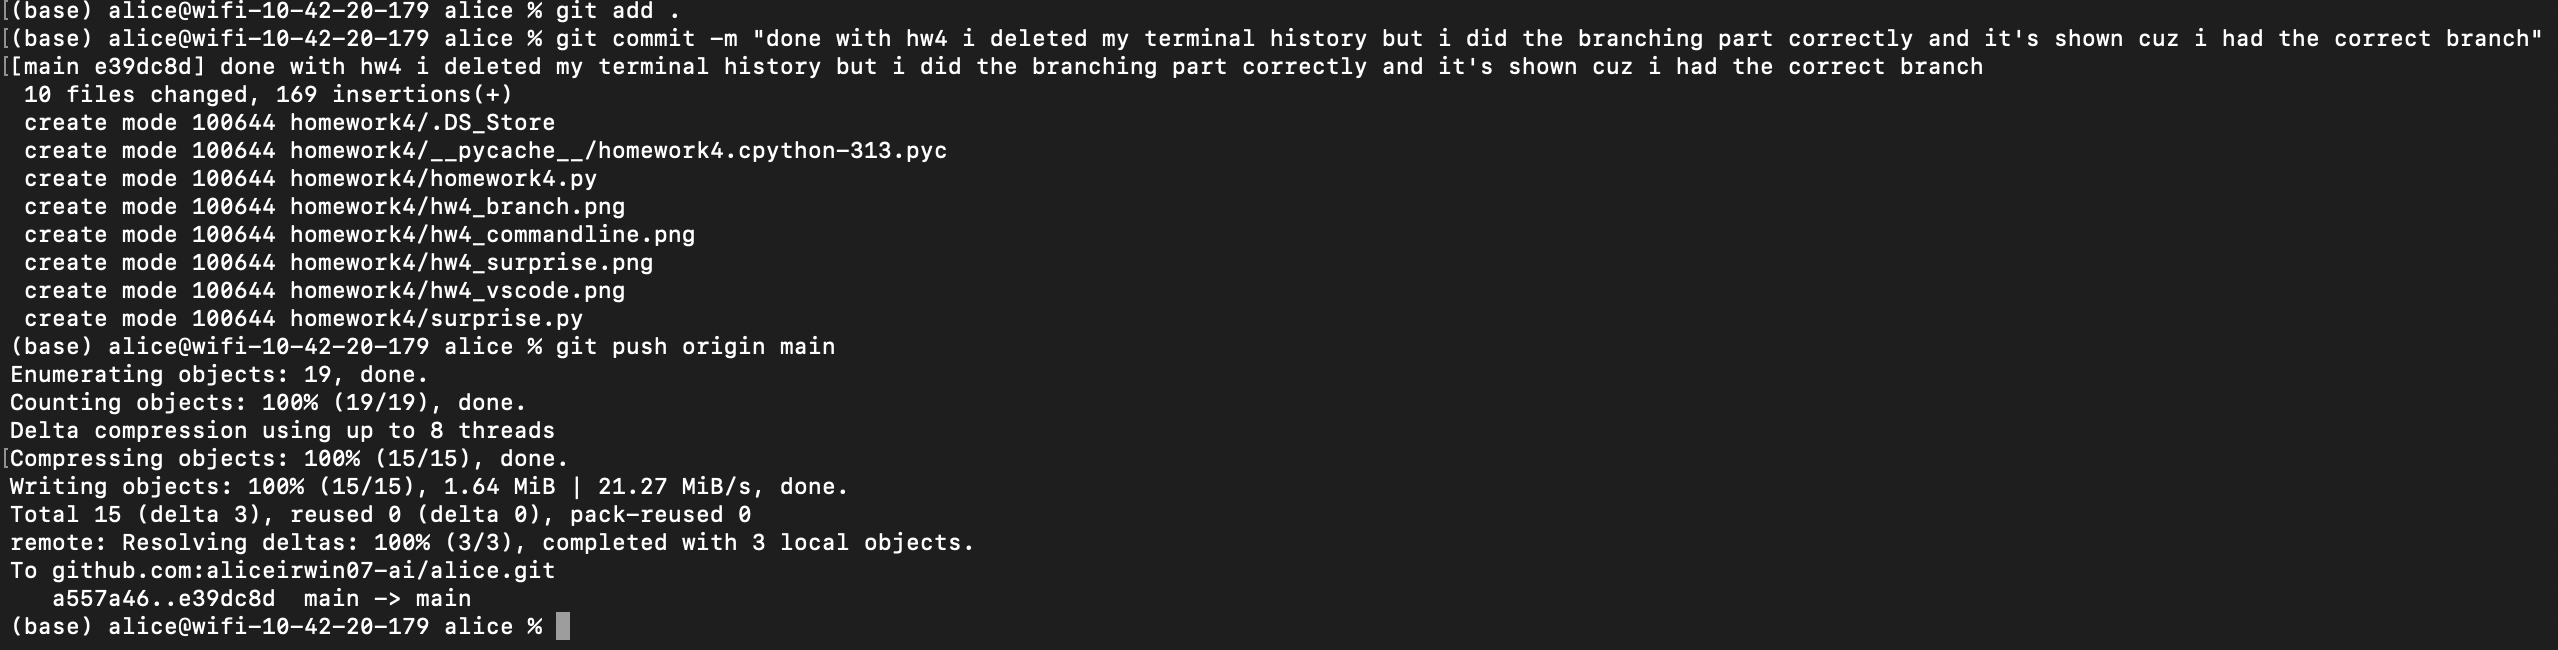 [(base) alice@wifi-10-42-20-179 alice % git add .
[(base) alice@wifi-10-42-20-179 alice % git commit -m "done with hw4 i deleted my terminal history but i did the branching part correctly and it's shown cuz i had the correct branch"
[[main e39dc8d] done with hw4 i deleted my terminal history but i did the branching part correctly and it's shown cuz i had the correct branch
 10 files changed, 169 insertions(+)
 create mode 100644 homework4/.DS_Store
 create mode 100644 homework4/__pycache__/homework4.cpython-313.pyc
 create mode 100644 homework4/homework4.py
 create mode 100644 homework4/hw4_branch.png
 create mode 100644 homework4/hw4_commandline.png
 create mode 100644 homework4/hw4_surprise.png
 create mode 100644 homework4/hw4_vscode.png
 create mode 100644 homework4/surprise.py
(base) alice@wifi-10-42-20-179 alice % git push origin main
Enumerating objects: 19, done.
Counting objects: 100% (19/19), done.
Delta compression using up to 8 threads
[Compressing objects: 100% (15/15), done.
Writing objects: 100% (15/15), 1.64 MiB | 21.27 MiB/s, done.
Total 15 (delta 3), reused 0 (delta 0), pack-reused 0
remote: Resolving deltas: 100% (3/3), completed with 3 local objects.
To github.com:aliceirwin07-ai/alice.git
   a557a46..e39dc8d  main -> main
(base) alice@wifi-10-42-20-179 alice %